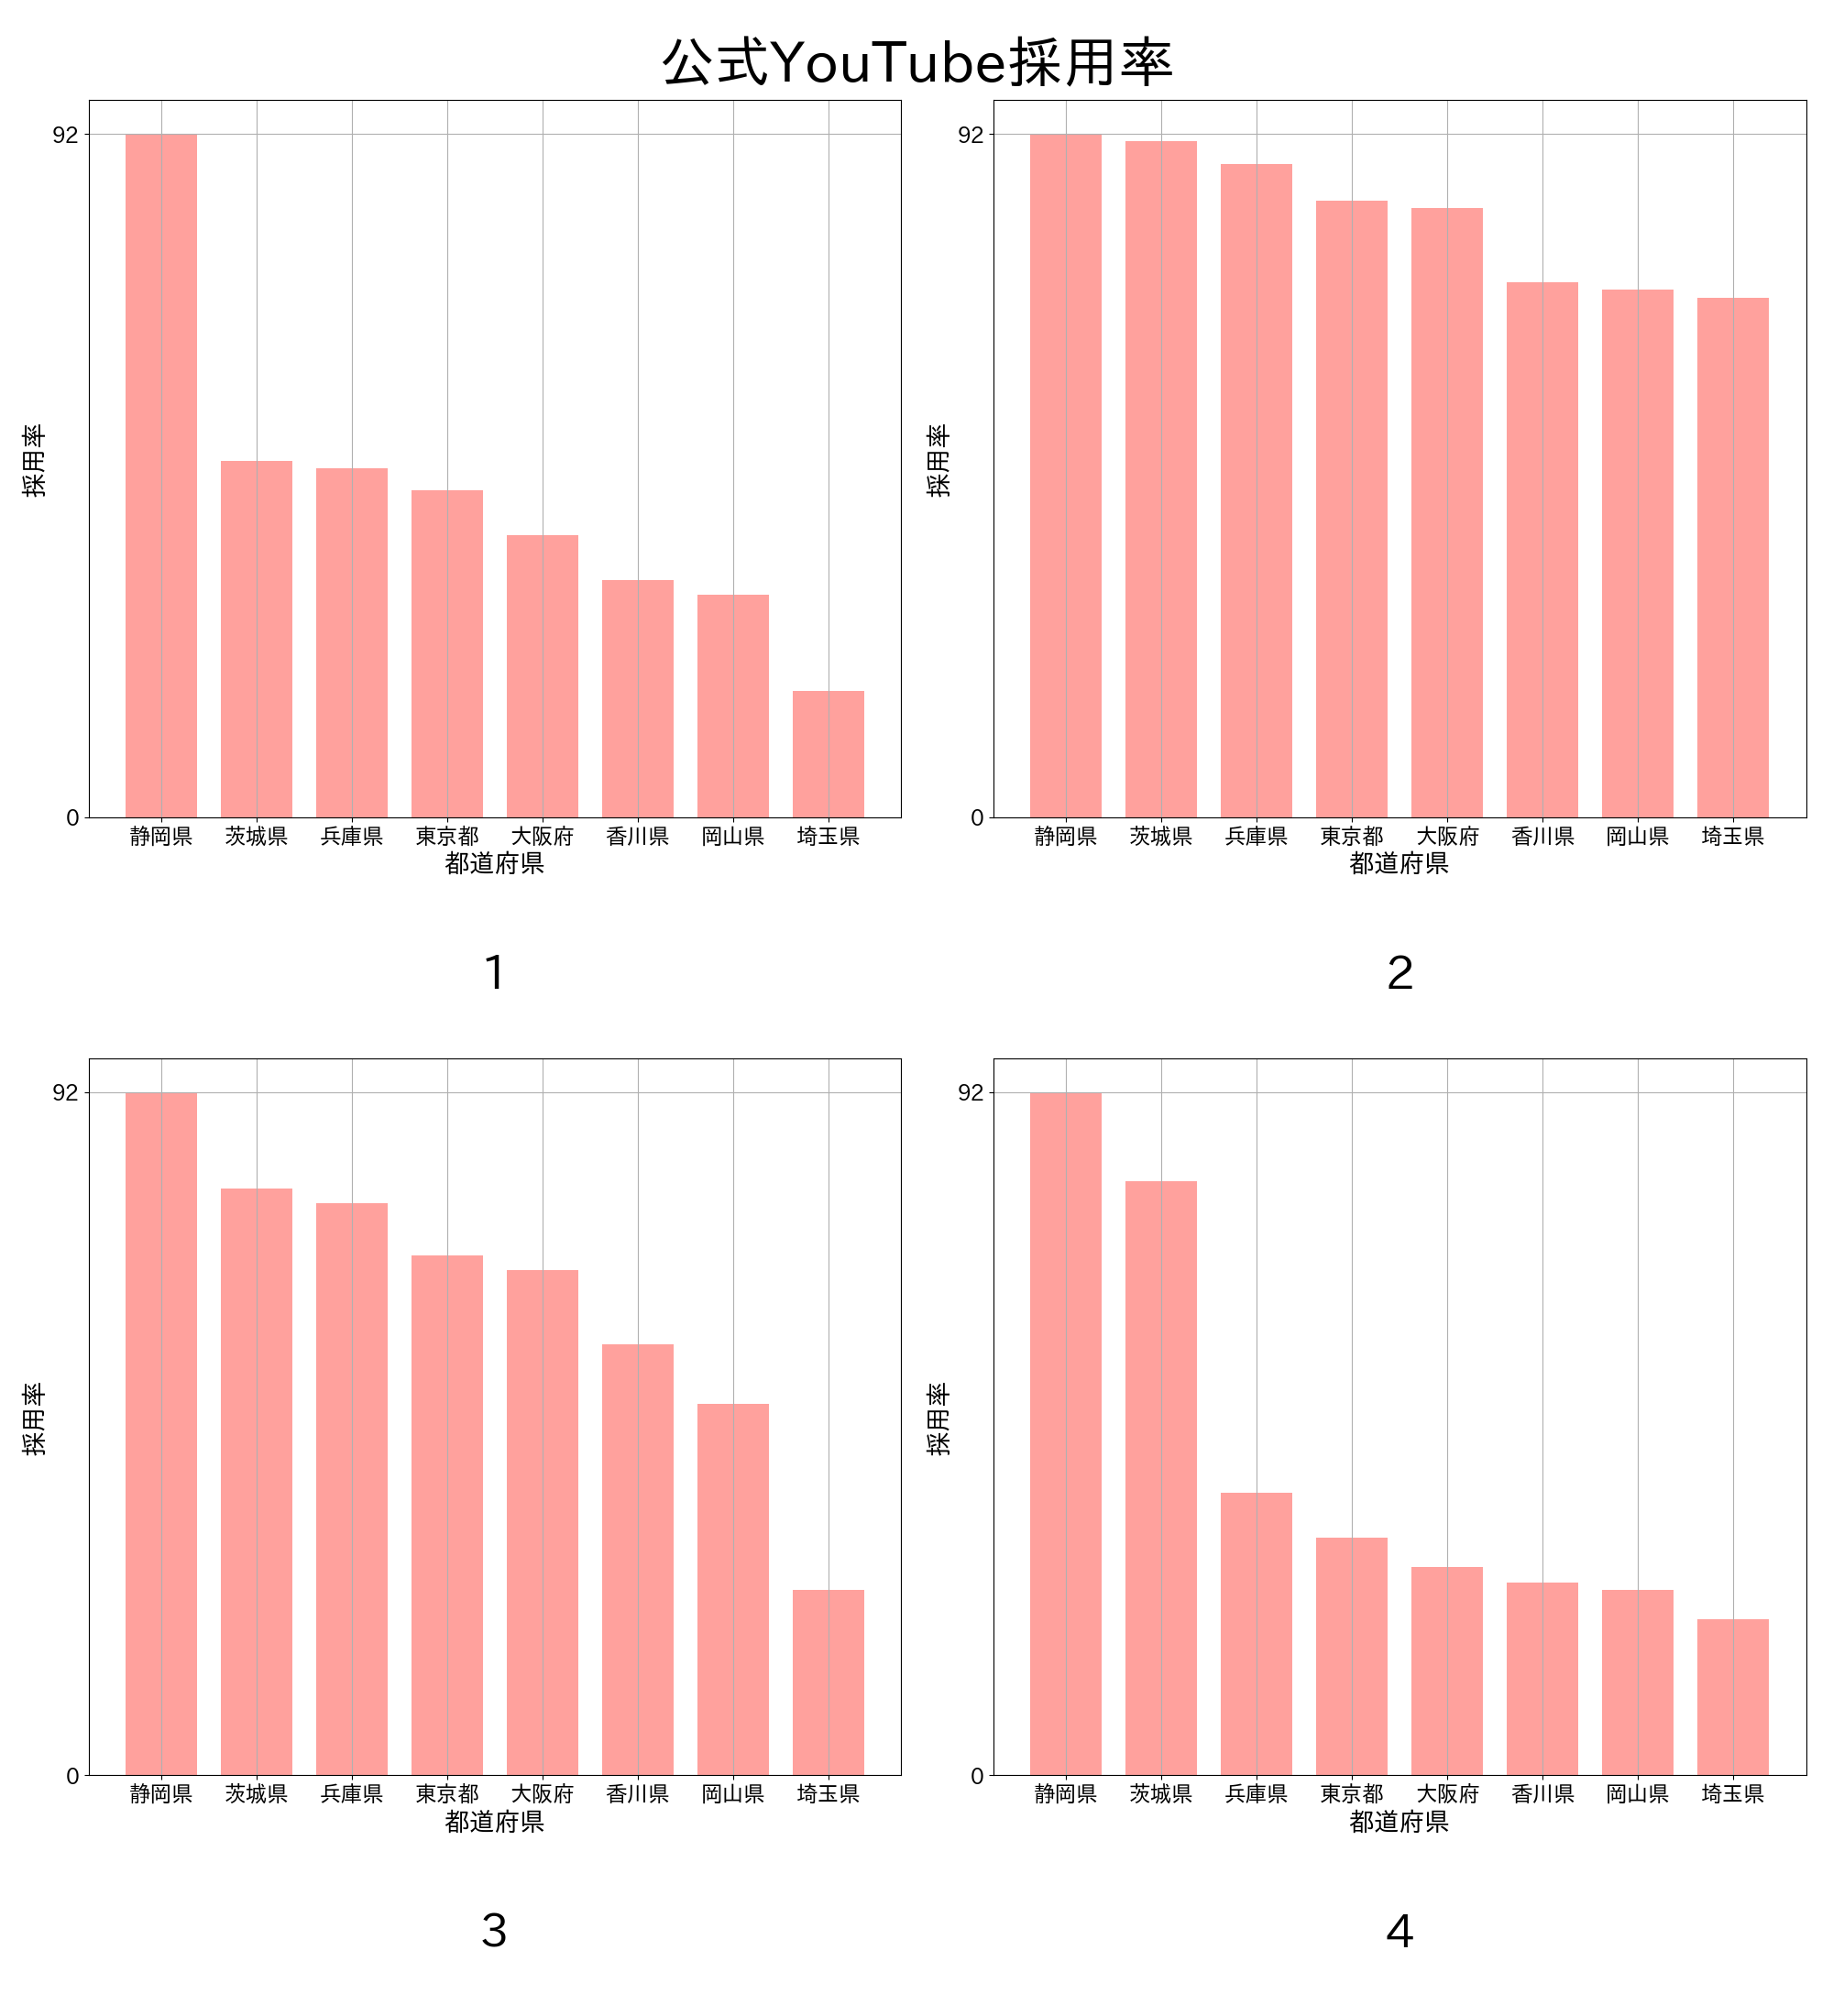 公式YouTube採用率
92
採用率
0
静岡県 茨城県 兵庫県 東京都 大阪府 香川県 岡山県 埼玉県
都道府県
1
92
採用率
0
静岡県 茨城県 兵庫県 東京都 大阪府 香川県 岡山県 埼玉県
都道府県
2
92
採用率
0
静岡県 茨城県 兵庫県 東京都 大阪府 香川県 岡山県 埼玉県
都道府県
3
92
採用率
0
静岡県 茨城県 兵庫県 東京都 大阪府 香川県 岡山県 埼玉県
都道府県
4